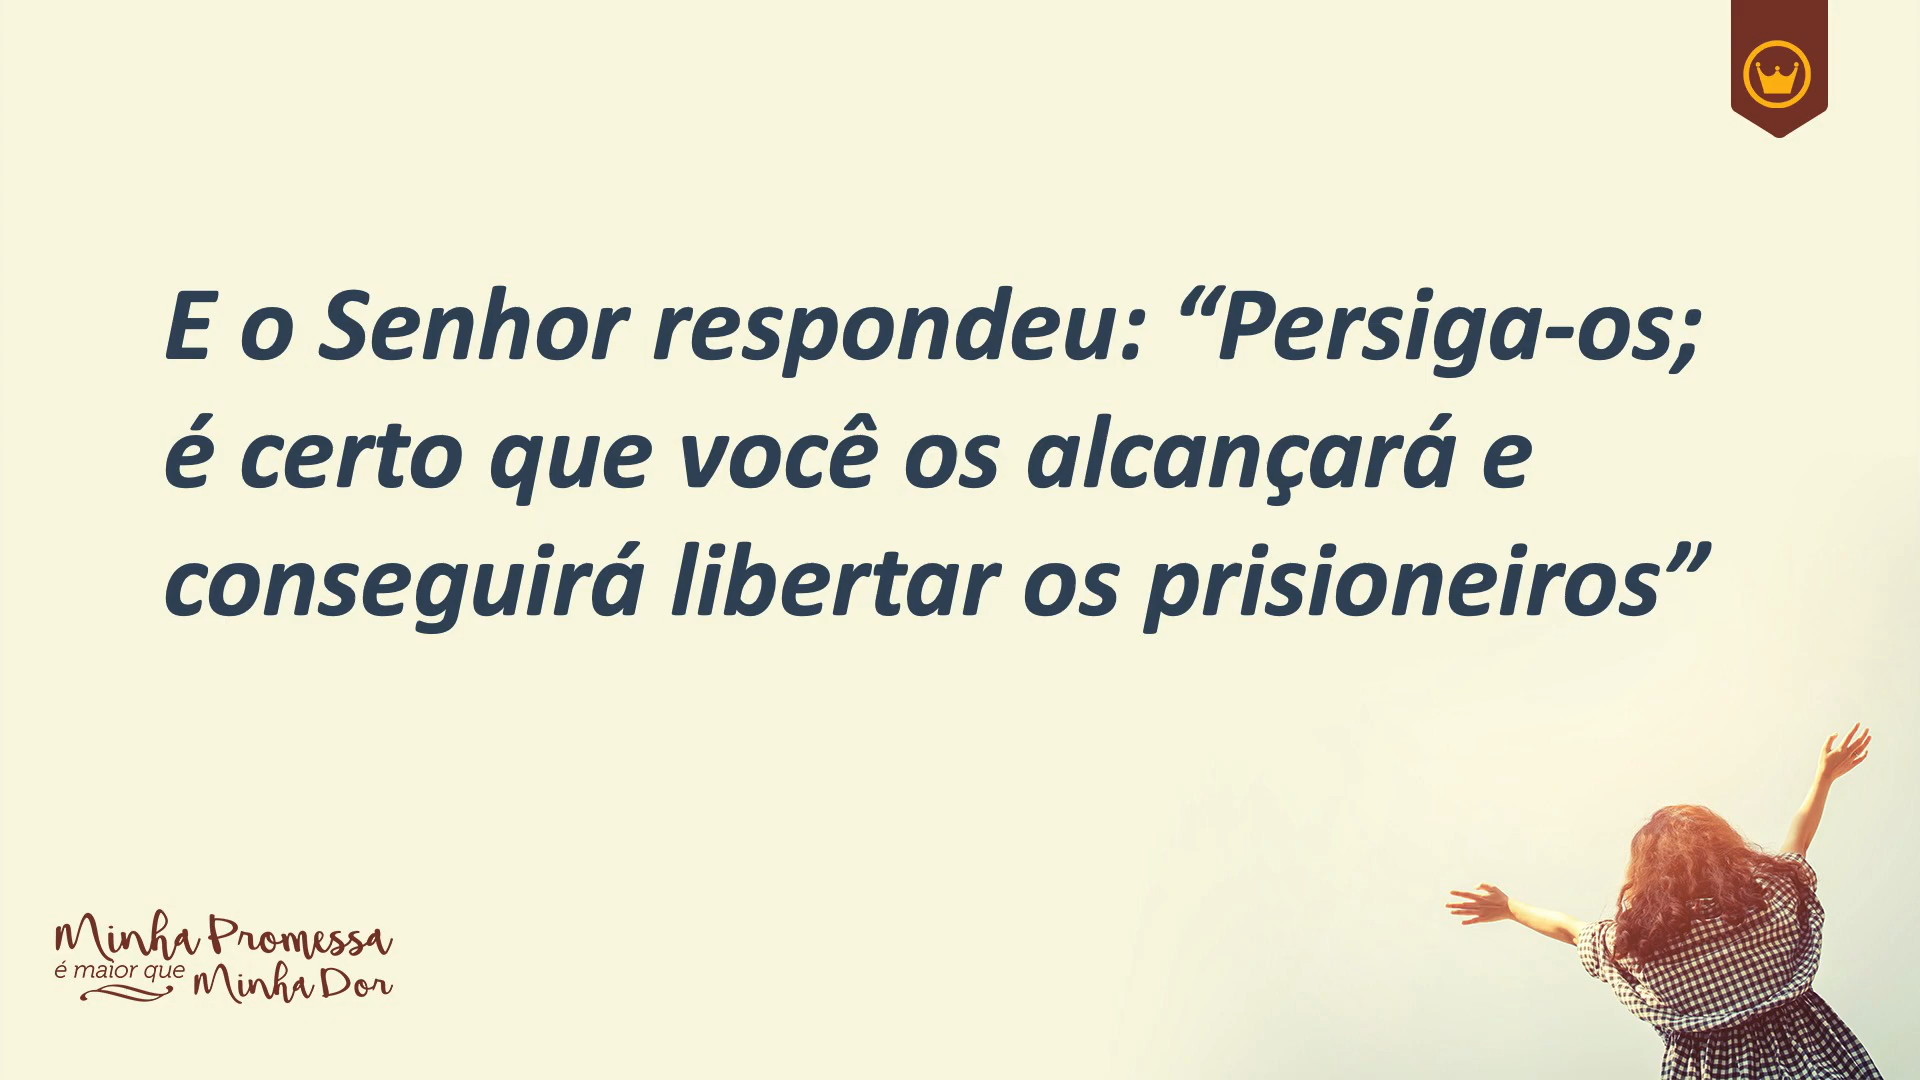 E o Senhor respondeu: “Persiga-os;
é certo que você os alcançará e
conseguirá libertar os prisioneiros”
Minha Promessa
é maior que Minha Dor